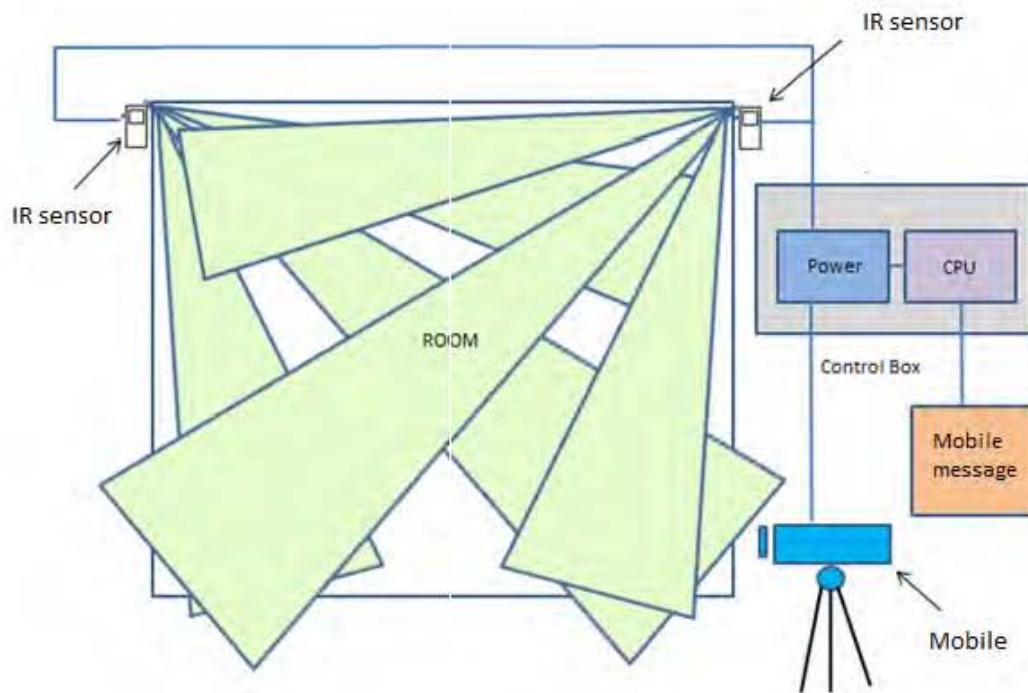 IR sensor
IR sensor
Power
CPU
ROOM
Control Box
Mobile
message
Mobile